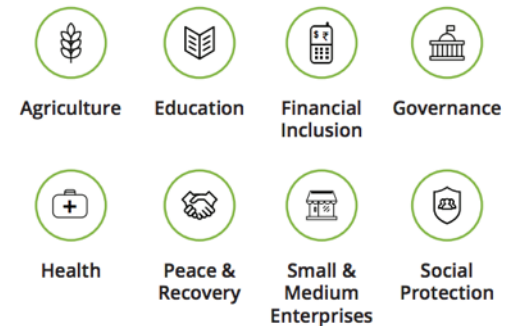 $ ₹
Agriculture
Education
Financial
Inclusion
Governance
%
Health
Peace &
Recovery
Small &
Medium
Enterprises
Social
Protection